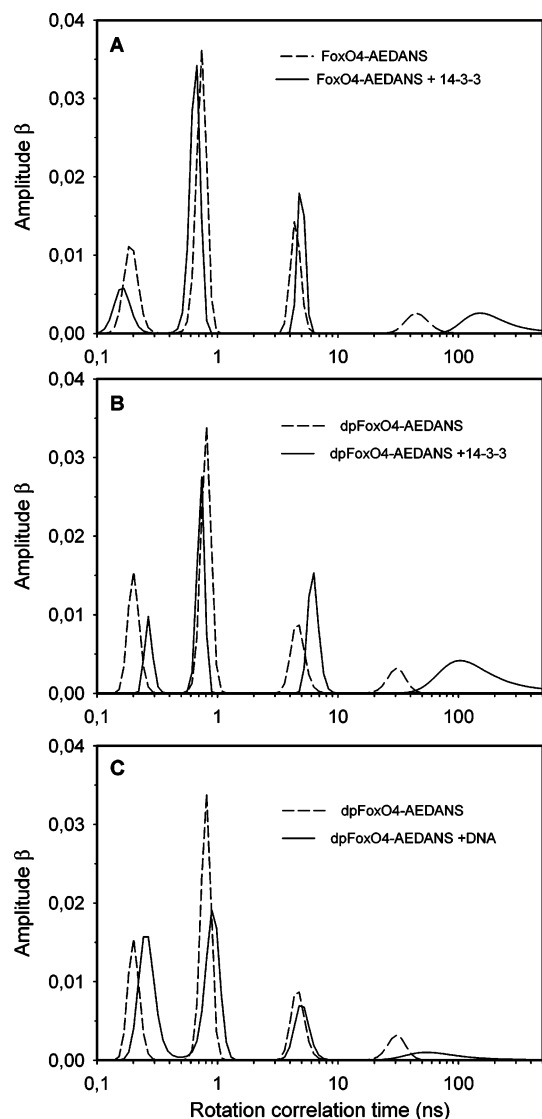 0,04
A
FoxO4-AEDANS
FoxO4-AEDANS + 14-3-3
0,03
Amplitude β
0,02
0,01
0,00
0,1 1 10 100
0,04
B
dpFoxO4-AEDANS
dpFoxO4-AEDANS +14-3-3
0,03
Amplitude β
0,02
0,01
0,00
0,1 1 10 100
0,04
C
dpFoxO4-AEDANS
dpFoxO4-AEDANS +DNA
0,03
Amplitude β
0,02
0,01
0,00
0,1 1 10 100
Rotation correlation time (ns)